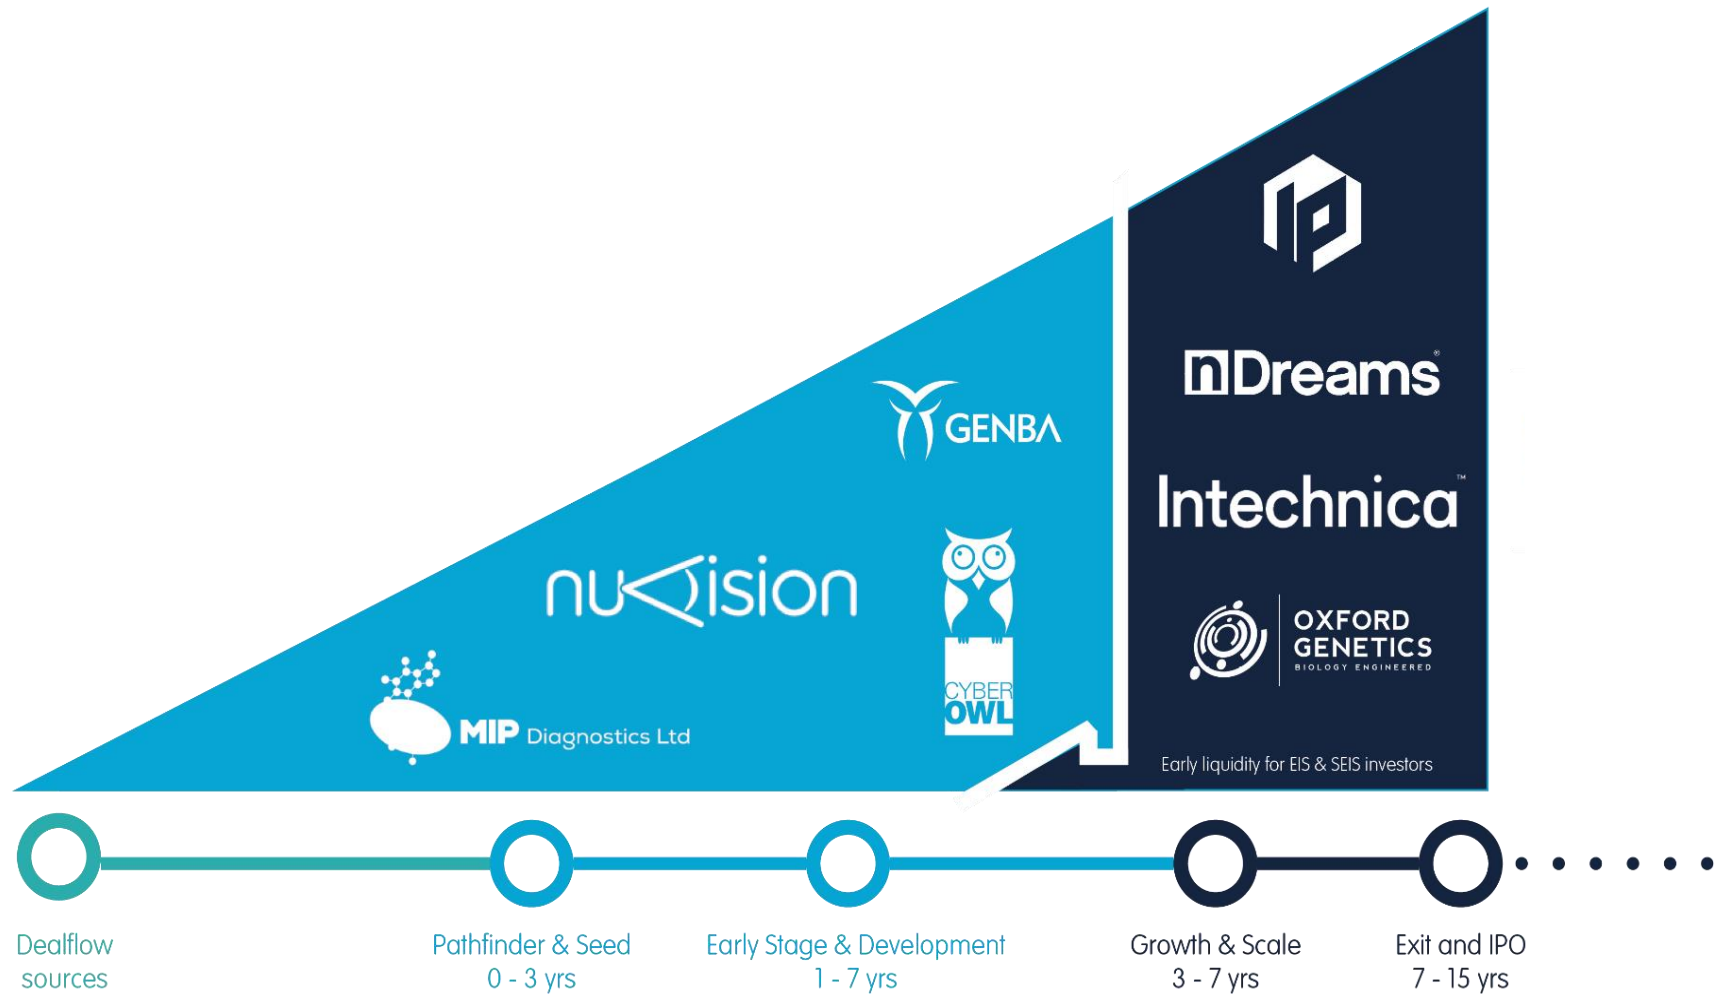 nDreams®
GENBA
Intechnica™
nuVision
OXFORD
GENETICS
BIOLOGY ENGINEERED
CYBER
OWL
MIP Diagnostics Ltd
Early liquidity for EIS & SEIS investors
Dealflow
sources
Pathfinder & Seed
0 - 3 yrs
Early Stage & Development
1 - 7 yrs
Growth & Scale
3 - 7 yrs
Exit and IPO
7 - 15 yrs